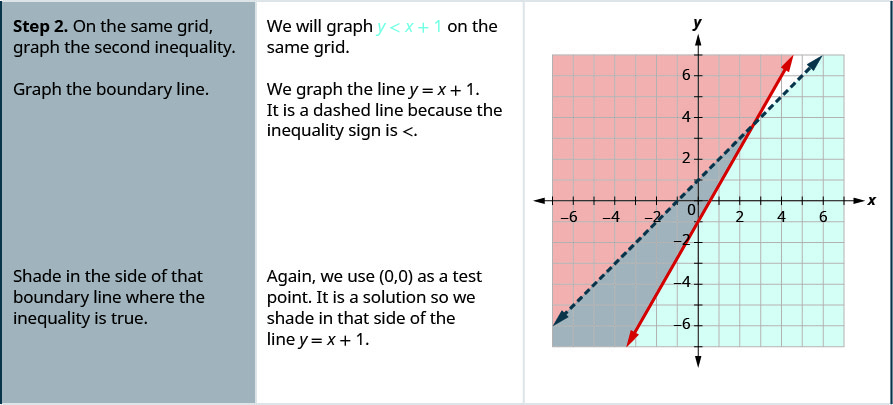 Step 2. On the same grid,
graph the second inequality.
Graph the boundary line.
Shade in the side of that
boundary line where the
inequality is true.
We will graph y < x + 1 on the
same grid.
We graph the line y = x + 1.
It is a dashed line because the
inequality sign is <.
Again, we use (0,0) as a test
point. It is a solution so we
shade in that side of the
line y = x + 1.
y
6
4
2
0
−6 −4 −2 2 4 6 x
−2
−4
−6